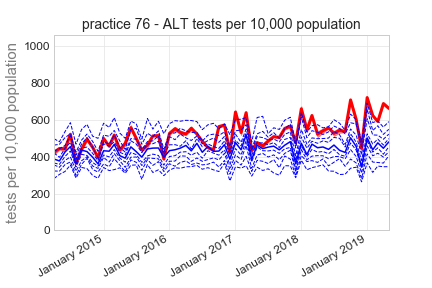 practice 76 - ALT tests per 10,000 population
tests per 10,000 population
1000
800
600
400
200
0
January 2015
January 2016
January 2017
January 2018
January 2019